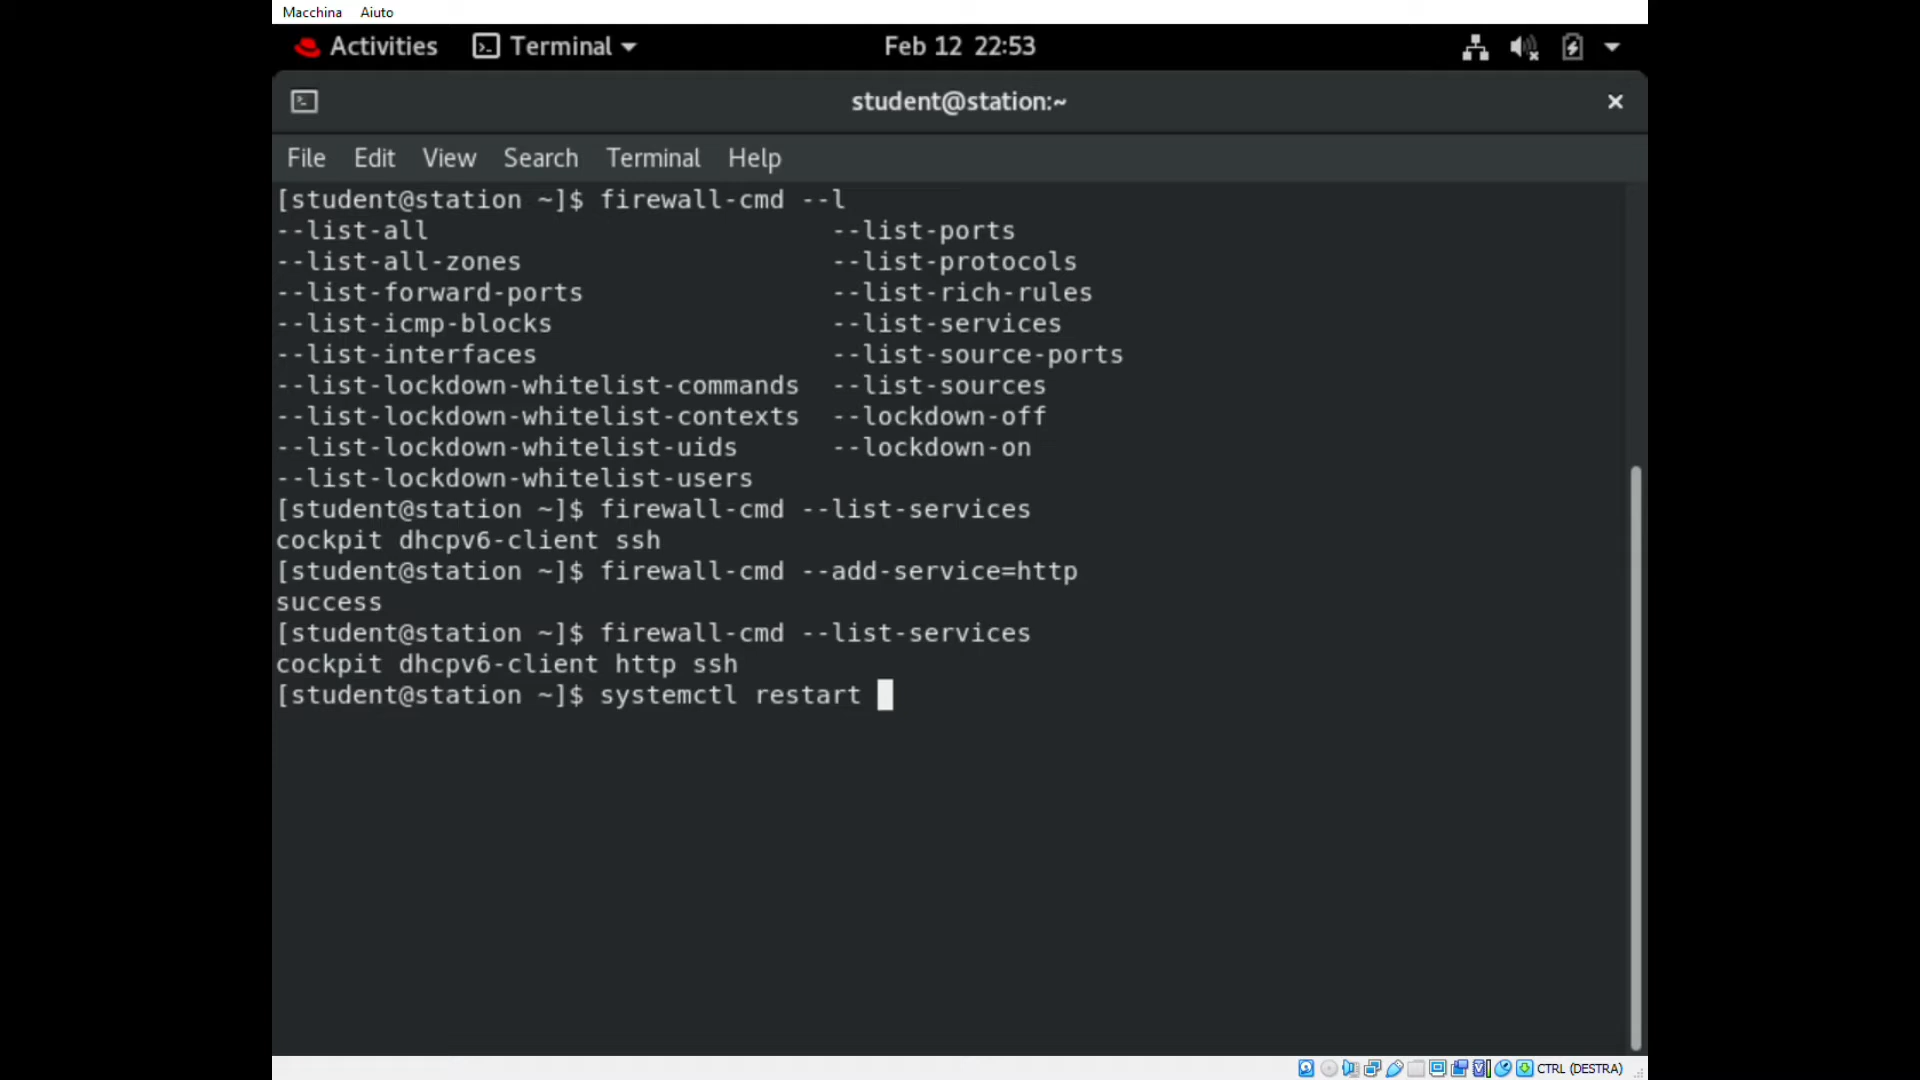 Macchina Aiuto
Activities Terminal Feb 12 22:53
student@station:~
File Edit View Search Terminal Help
[student@station ~]$ firewall-cmd --l
--list-all --list-ports
--list-all-zones --list-protocols
--list-forward-ports --list-rich-rules
--list-icmp-blocks --list-services
--list-interfaces --list-source-ports
--list-lockdown-whitelist-commands --list-sources
--list-lockdown-whitelist-contexts --lockdown-off
--list-lockdown-whitelist-uids --lockdown-on
--list-lockdown-whitelist-users
[student@station ~]$ firewall-cmd --list-services
cockpit dhcpv6-client ssh
[student@station ~]$ firewall-cmd --add-service=http
success
[student@station ~]$ firewall-cmd --list-services
cockpit dhcpv6-client http ssh
[student@station ~]$ systemctl restart
CTRL (DESTRA)